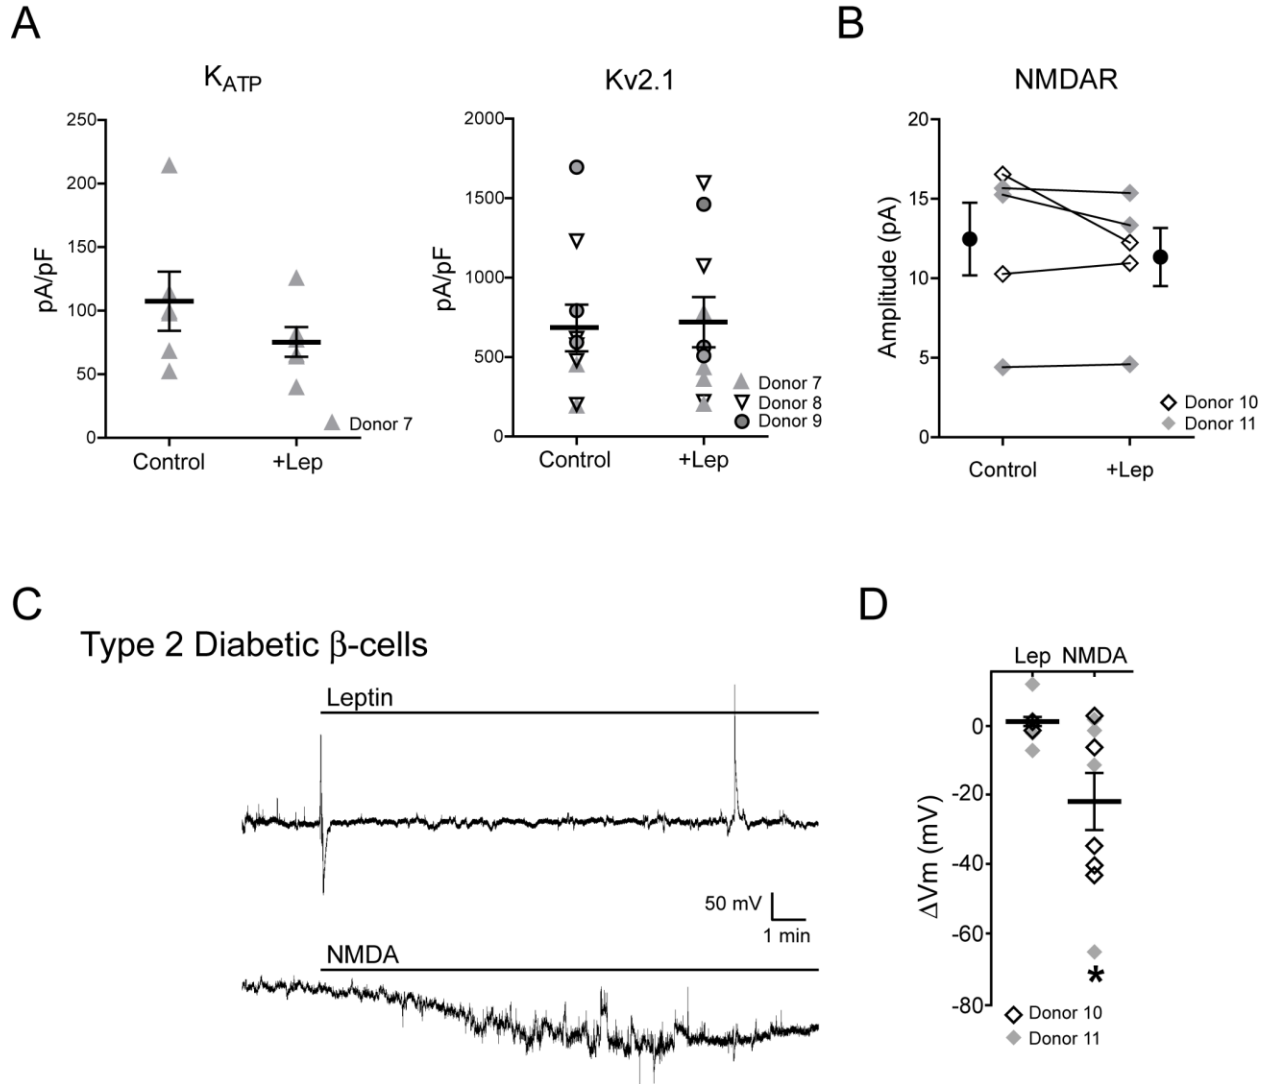 A
K_ATP
pA/pF
250
200
150
100
50
0
Control
+Lep
Donor 7
Kv2.1
pA/pF
2000
1500
1000
500
0
Control
+Lep
Donor 7
Donor 8
Donor 9
B
NMDAR
Amplitude (pA)
20
15
10
5
0
Control
+Lep
Donor 10
Donor 11
C
Type 2 Diabetic β-cells
Leptin
50 mV
1 min
NMDA
D
Lep NMDA
ΔVm (mV)
0
-20
-40
-60
*
-80
Donor 10
Donor 11